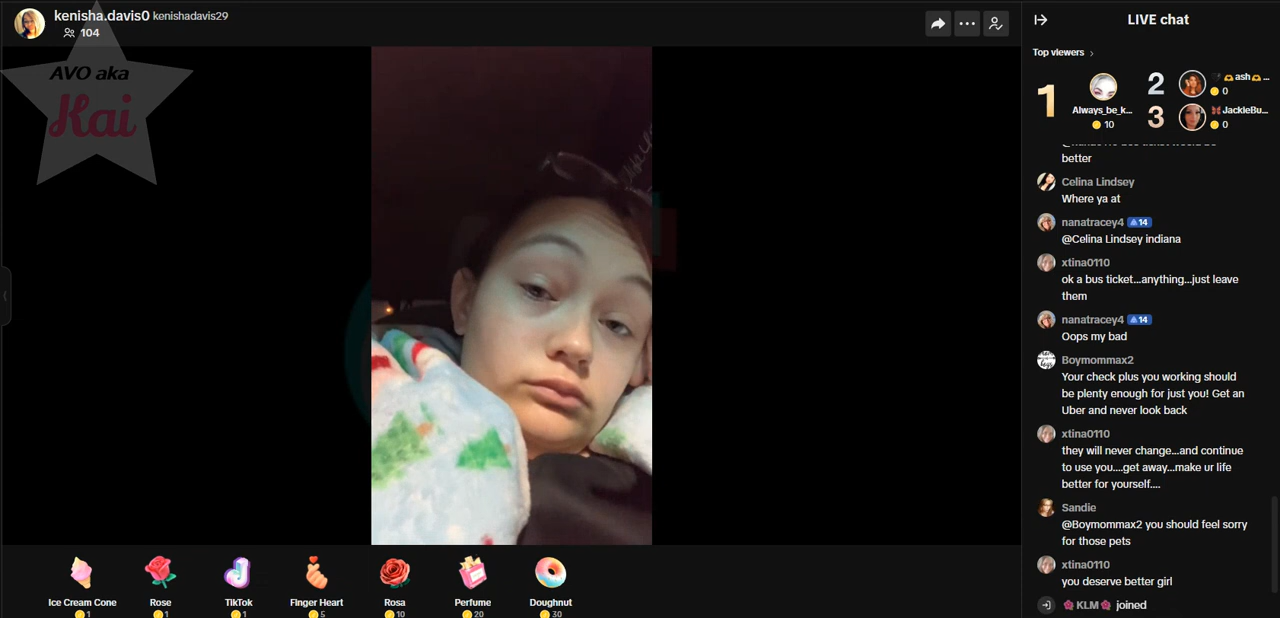 kenisha.davis0 kenishadavis29
104
AVO aka
Kai
LIVE chat
Top viewers
1
Always_be_k...
10
2
ash
...
0
3
JackieBu...
0
better
Celina Lindsey
Where ya at
nanatracey4 14
@Celina Lindsey indiana
xtina0110
ok a bus ticket...anything...just leave
them
nanatracey4 14
Oops my bad
Boymommax2
Your check plus you working should
be plenty enough for just you! Get an
Uber and never look back
xtina0110
they will never change...and continue
to use you....get away...make ur life
better for yourself....
Sandie
@Boymommax2 you should feel sorry
for those pets
xtina0110
you deserve better girl
KLM joined
Ice Cream Cone
1
Rose
1
TikTok
1
Finger Heart
5
Rosa
10
Perfume
20
Doughnut
30